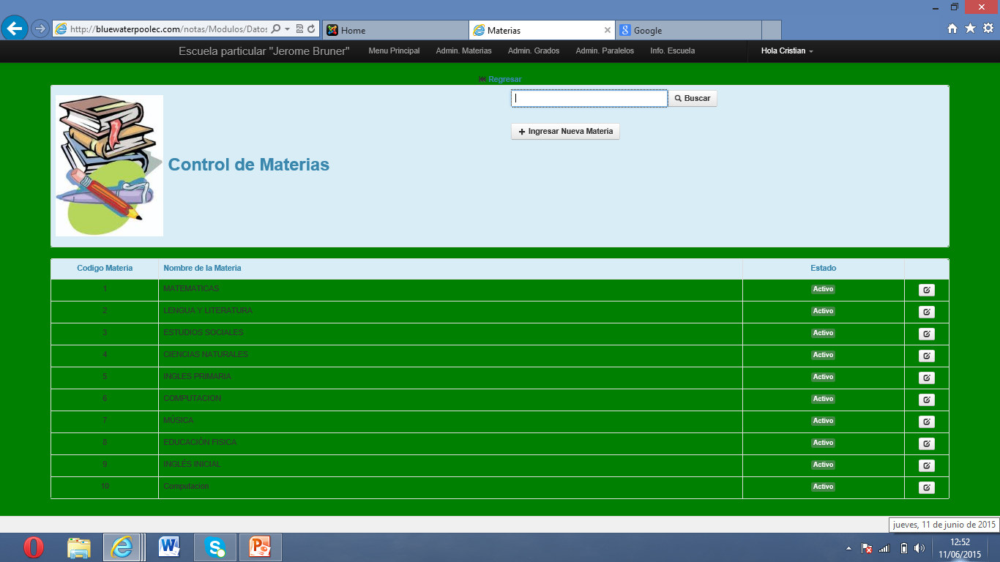 http://bluewaterpoolec.com/notas/Modulos/Datos
Home
Materias
Google
Escuela particular "Jerome Bruner"
Menu Principal
Admin. Materias
Admin. Grados
Admin. Paralelos
Info. Escuela
Hola Cristian
Regresar
Buscar
Ingresar Nueva Materia
Control de Materias
Codigo Materia Nombre de la Materia Estado
1 MATEMATICAS Activo
2 LENGUA Y LITERATURA Activo
3 ESTUDIOS SOCIALES Activo
4 CIENCIAS NATURALES Activo
5 INGLES PRIMARIA Activo
6 COMPUTACION Activo
7 MÚSICA Activo
8 EDUCACIÓN FISICA Activo
9 INGLÉS INICIAL Activo
10 Computacion Activo
jueves, 11 de junio de 2015
12:52
11/06/2015